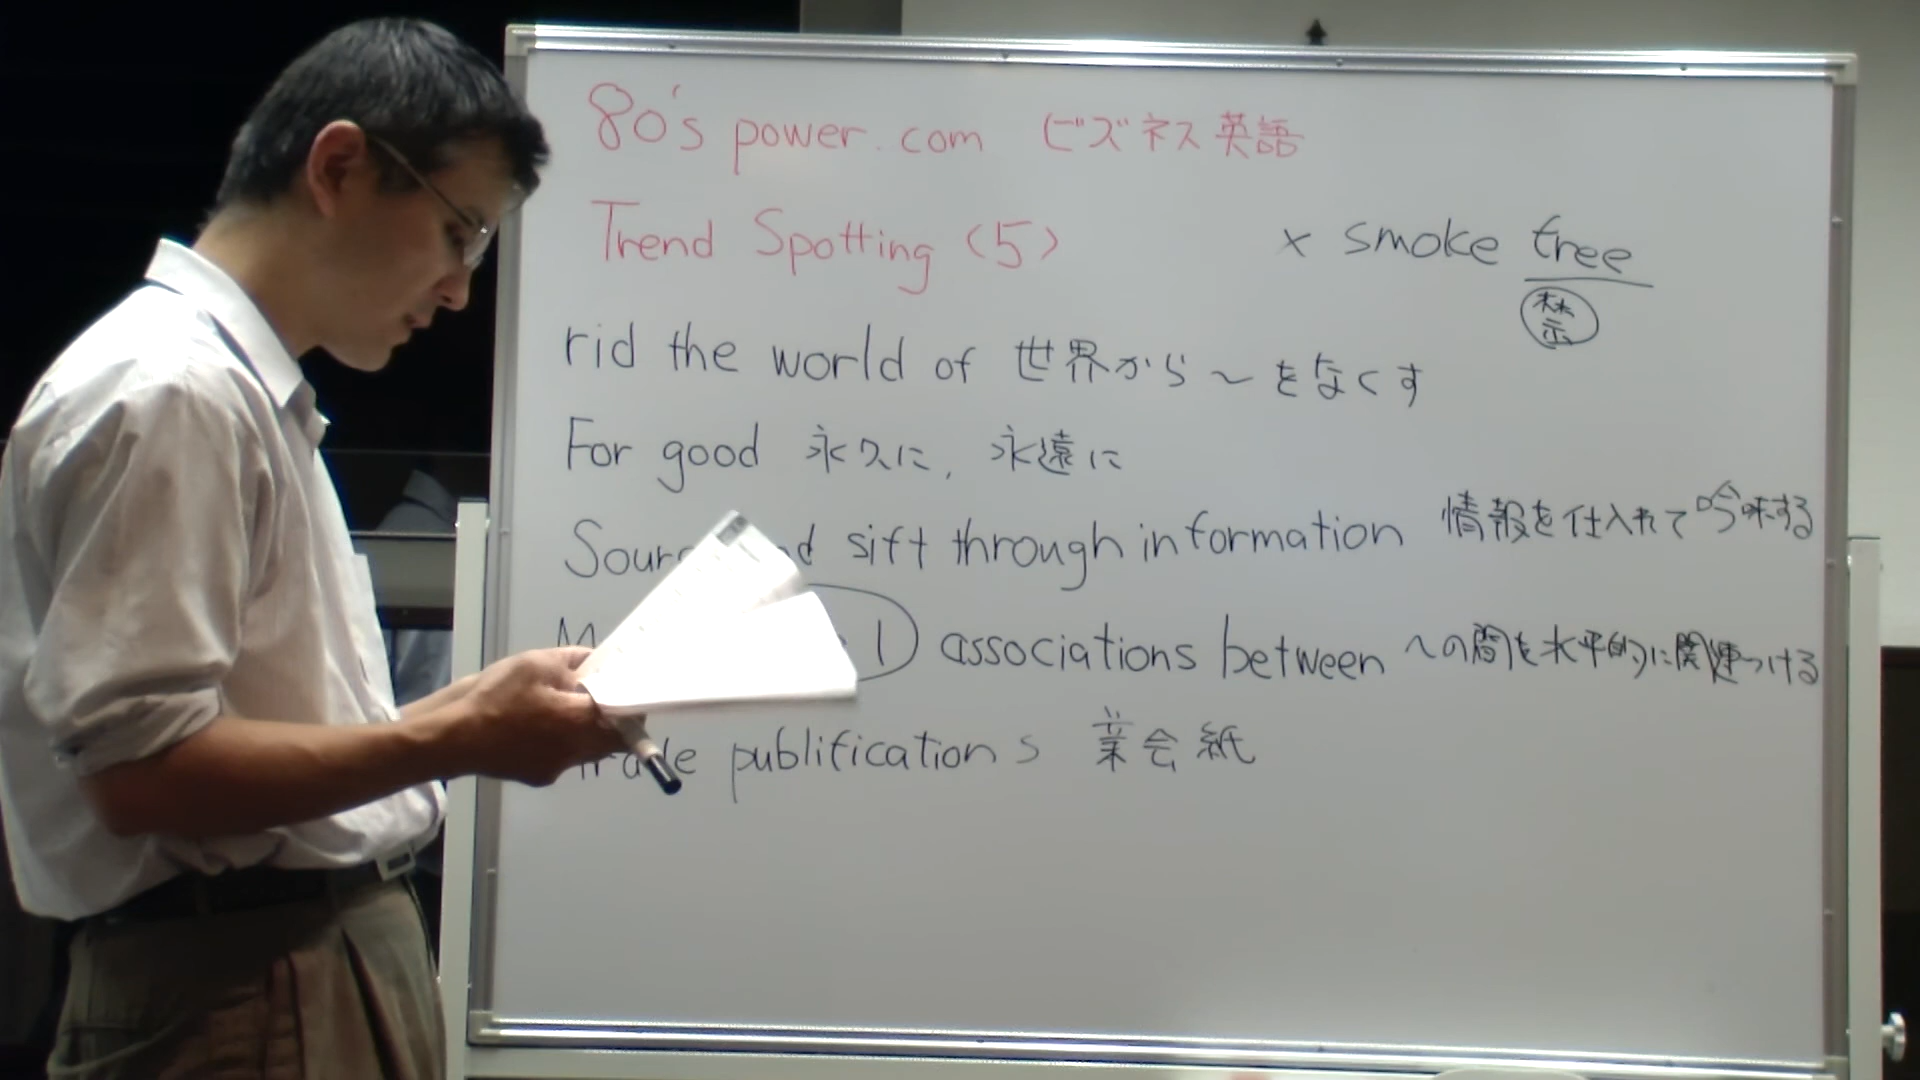 80's power.com ビズネス英語
Trend Spotting (5)
× smoke tree
禁
rid the world of 世界から〜をなくす
For good 永久に, 永遠に
sift through information 情報を仕入れて吟味する
associations between 〜の間を水平的に関連つける
publifications 業会紙